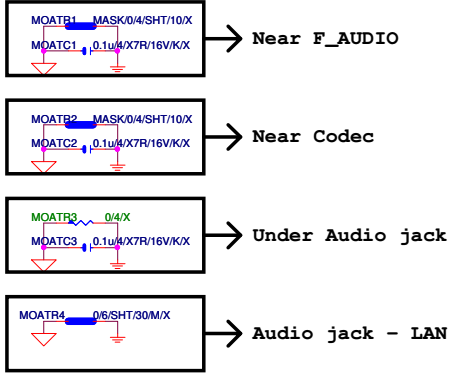 MOATR1 MASK/0/4/SHT/10/X
MOATC1 0.1u/4/X7R/16V/K/X
Near F_AUDIO
MOATR2 MASK/0/4/SHT/10/X
MOATC2 0.1u/4/X7R/16V/K/X
Near Codec
MOATR3 0/4/X
MOATC3 0.1u/4/X7R/16V/K/X
Under Audio jack
MOATR4 0/6/SHT/30/M/X
Audio jack - LAN